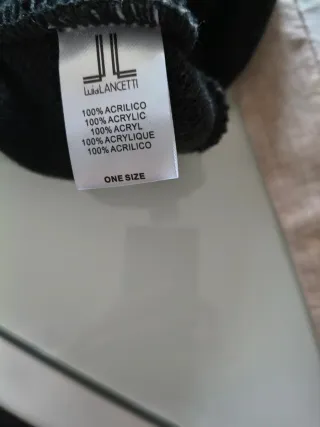 LuisaLANCETTI
100% ACRILICO
100% ACRYLIC
100% ACRYL
100% ACRYLIQUE
100% ACRILICO
ONE SIZE